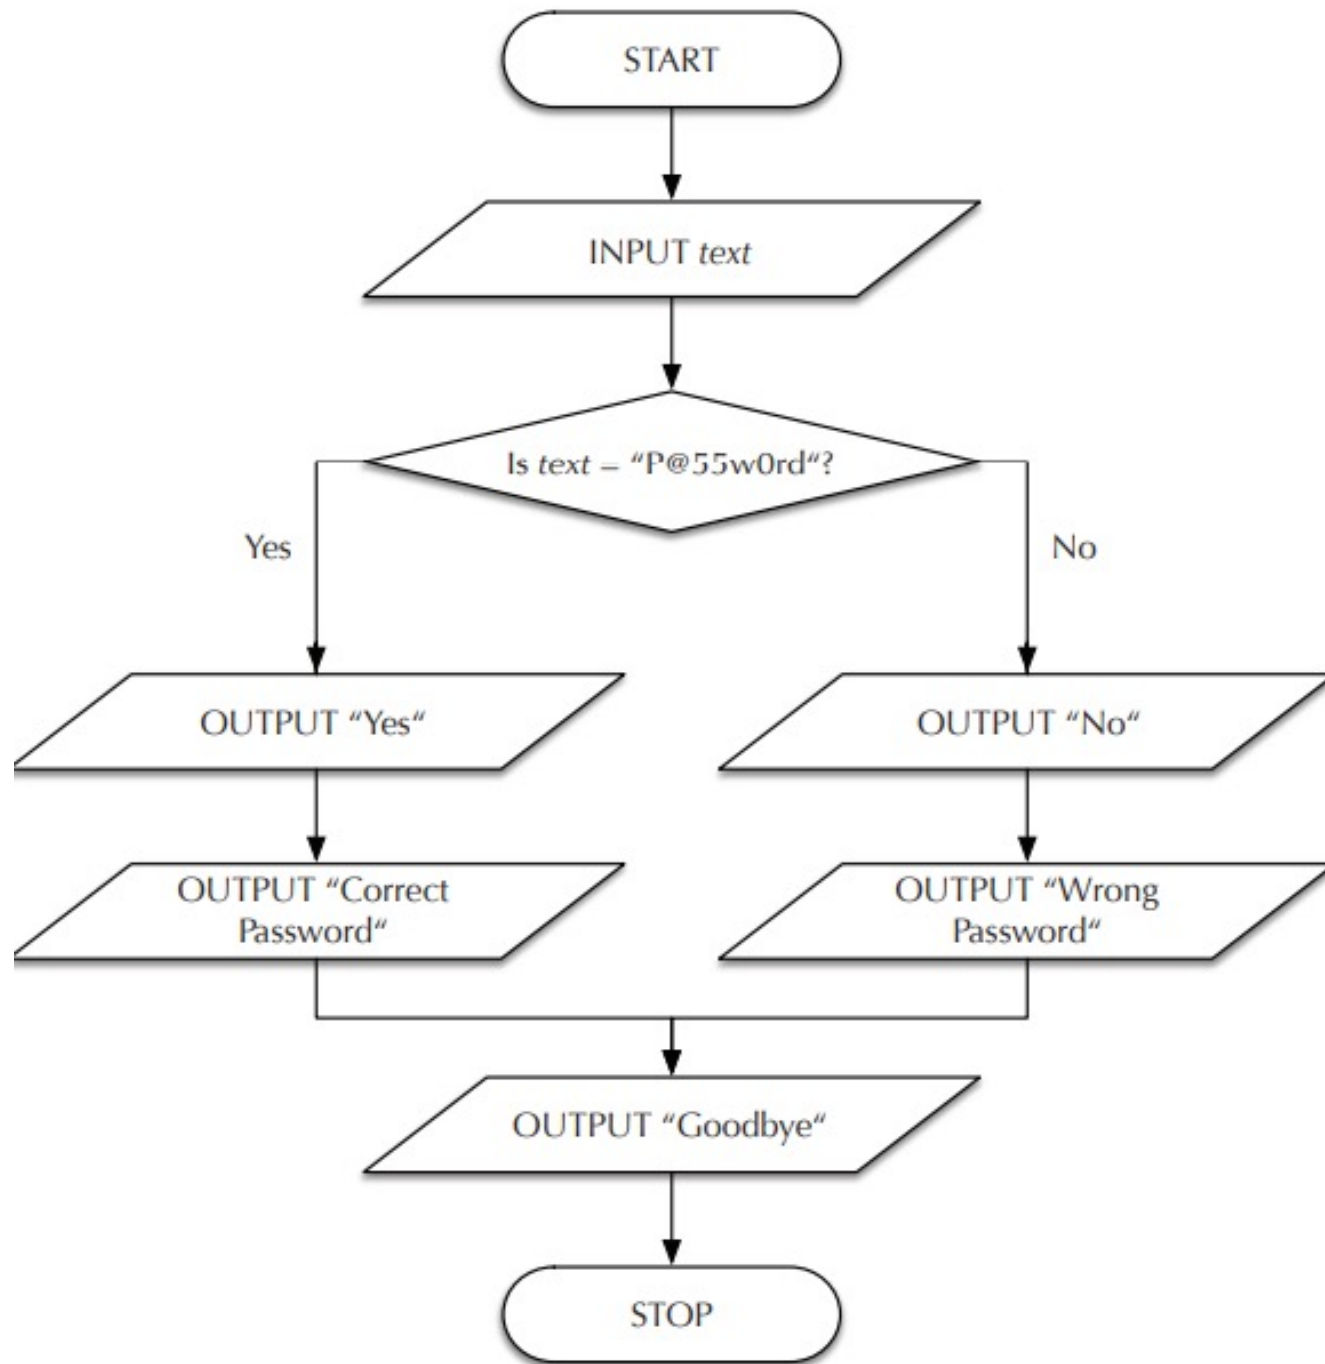 START
INPUT text
Is text = “P@55w0rd“?
Yes
No
OUTPUT “Yes“
OUTPUT “No“
OUTPUT “Correct
Password“
OUTPUT “Wrong
Password“
OUTPUT “Goodbye“
STOP